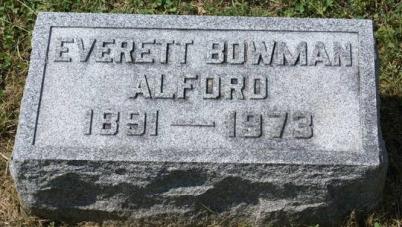 EVERETT BOWMAN
ALFORD
1891 — 1973